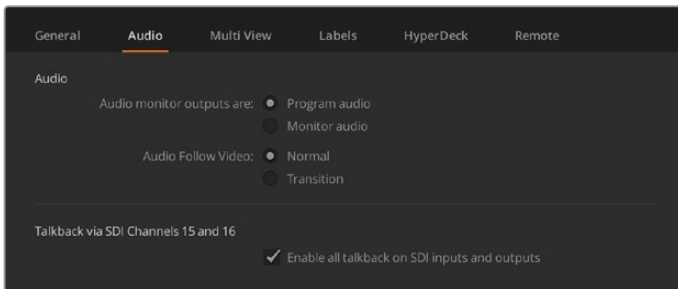 General Audio Multi View Labels HyperDeck Remote
Audio
Audio monitor outputs are: Program audio
Monitor audio
Audio Follow Video: Normal
Transition
Talkback via SDI Channels 15 and 16
Enable all talkback on SDI inputs and outputs